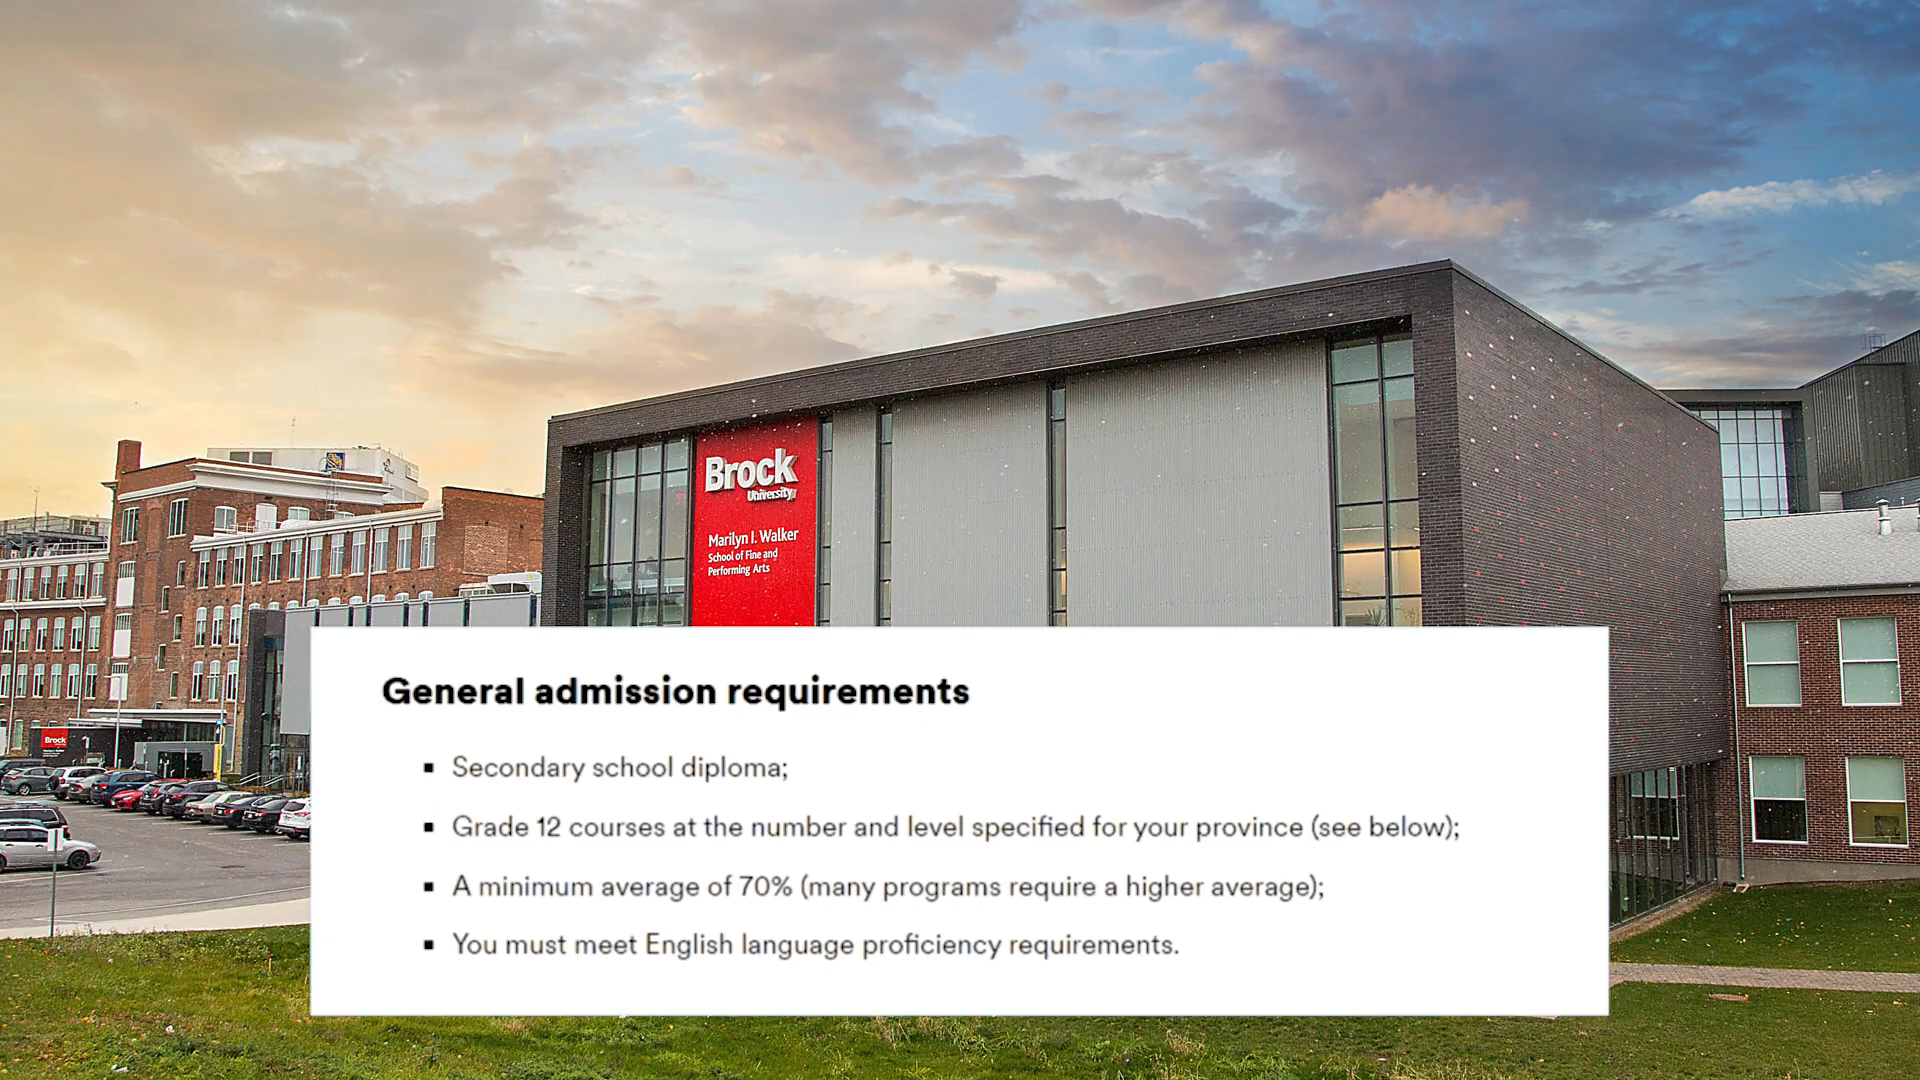 Brock
University
Marilyn I. Walker
School of Fine and
Performing Arts
Brock
General admission requirements
▪ Secondary school diploma;
▪ Grade 12 courses at the number and level specified for your province (see below);
▪ A minimum average of 70% (many programs require a higher average);
▪ You must meet English language proficiency requirements.